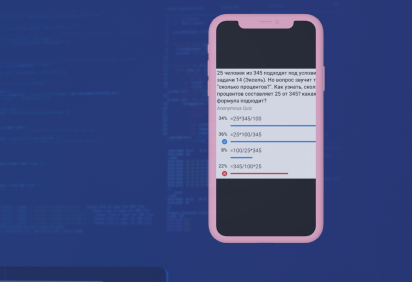 25 человек из 345 подходят под услови
задачи 14 (Эксель). Но вопрос звучит т
"сколько процентов?". Как узнать, скол
процентов составляет 25 от 345? какая
формула подходит?
Anonymous Quiz
34% =25*345/100
36% =25*100/345
8% =100/25*345
22% =345/100*25